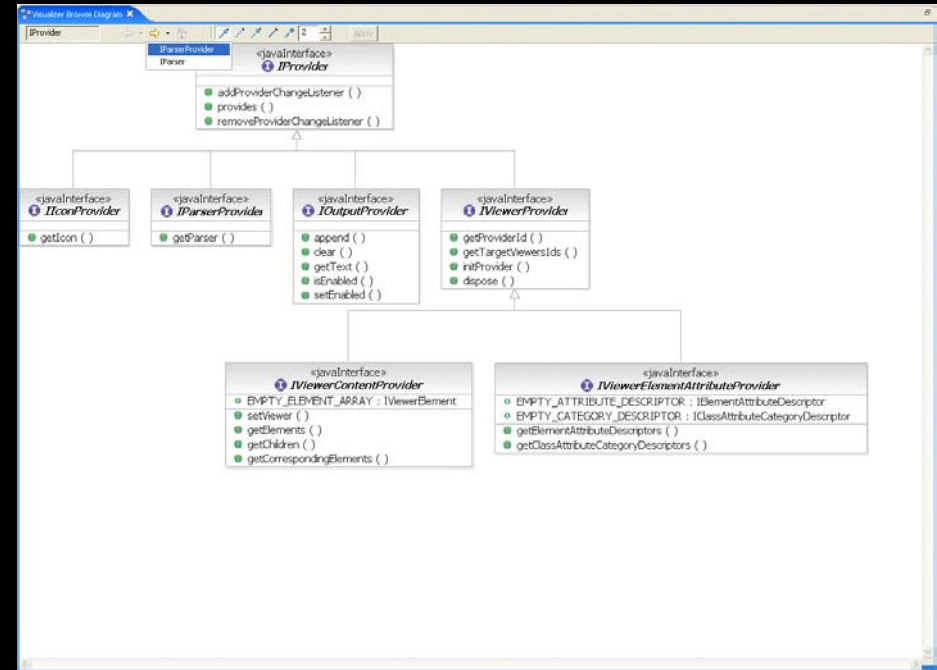 *Visualizer Browse Diagram
IProvider
2
Apply
IParserProvider
IParser
«javaInterface»
IProvider
addProviderChangeListener ( )
provides ( )
removeProviderChangeListener ( )
«javaInterface»
IIconProvider
getIcon ( )
«javaInterface»
IParserProvider
getParser ( )
«javaInterface»
IOutputProvider
append ( )
clear ( )
getText ( )
isEnabled ( )
setEnabled ( )
«javaInterface»
IViewerProvider
getProviderId ( )
getTargetViewersIds ( )
initProvider ( )
dispose ( )
«javaInterface»
IViewerContentProvider
EMPTY_ELEMENT_ARRAY : IViewerElement
setViewer ( )
getElements ( )
getChildren ( )
getCorrespondingElements ( )
«javaInterface»
IViewerElementAttributeProvider
EMPTY_ATTRIBUTE_DESCRIPTOR : IElementAttributeDescriptor
EMPTY_CATEGORY_DESCRIPTOR : IClassAttributeCategoryDescriptor
getElementAttributeDescriptors ( )
getClassAttributeCategoryDescriptors ( )